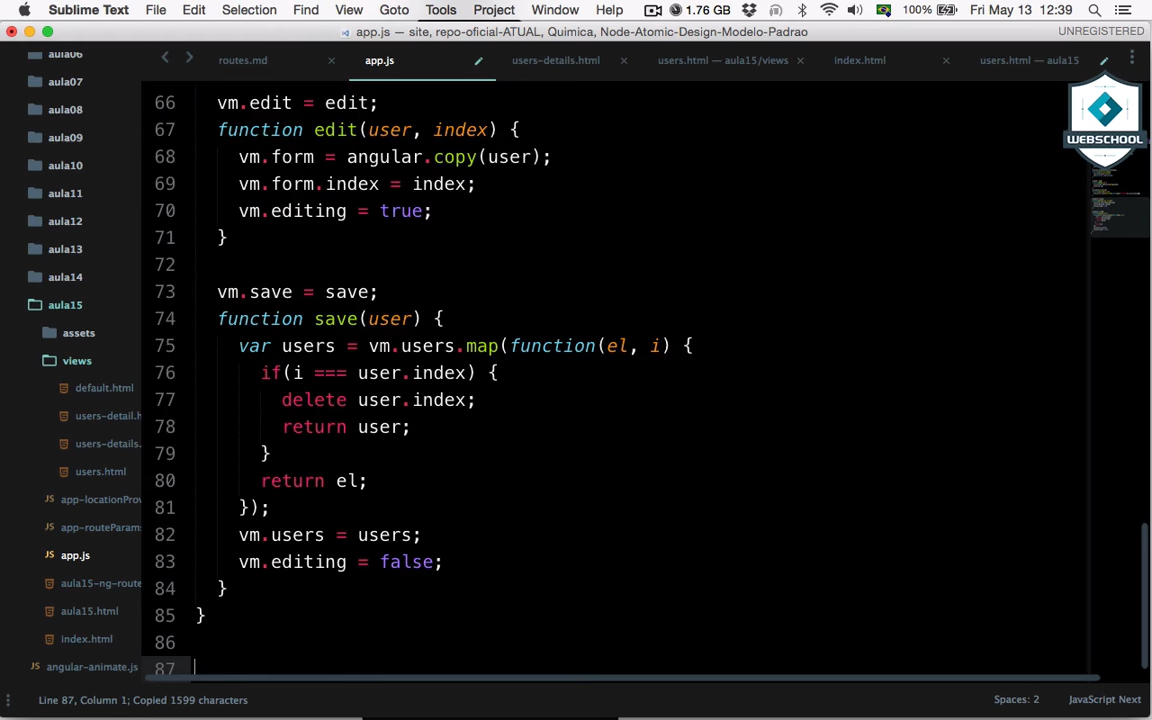 Sublime Text File Edit Selection Find View Goto Tools Project Window Help 1.76 GB 100% Fri May 13 12:39
app.js — site, repo-oficial-ATUAL, Quimica, Node-Atomic-Design-Modelo-Padrao UNREGISTERED
routes.md app.js users-details.html users.html — aula15/views index.html users.html — aula15
WEBSCHOOL
aula06
aula07
aula08
aula09
aula10
aula11
aula12
aula13
aula14
aula15
assets
views
default.html
users-detail.h
users-details.
users.html
app-locationPro
app-routeParam
app.js
aula15-ng-route
aula15.html
index.html
angular-animate.js
66 vm.edit = edit;
67 function edit(user, index) {
68 vm.form = angular.copy(user);
69 vm.form.index = index;
70 vm.editing = true;
71 }
72
73 vm.save = save;
74 function save(user) {
75 var users = vm.users.map(function(el, i) {
76 if(i === user.index) {
77 delete user.index;
78 return user;
79 }
80 return el;
81 });
82 vm.users = users;
83 vm.editing = false;
84 }
85 }
86
87
Line 87, Column 1; Copied 1599 characters Spaces: 2 JavaScript Next